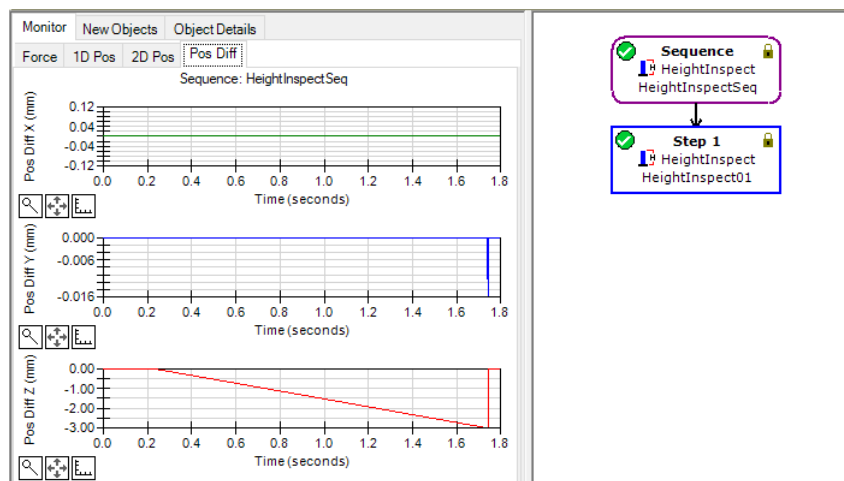 Monitor New Objects Object Details
Force 1D Pos 2D Pos Pos Diff
Sequence: HeightInspectSeq
Pos Diff X (mm)
0.12
0.04
-0.04
-0.12
0.0 0.2 0.4 0.6 0.8 1.0 1.2 1.4 1.6 1.8
Time (seconds)
Pos Diff Y (mm)
0.000
-0.006
-0.016
0.0 0.2 0.4 0.6 0.8 1.0 1.2 1.4 1.6 1.8
Time (seconds)
Pos Diff Z (mm)
0.00
-1.00
-2.00
-3.00
0.0 0.2 0.4 0.6 0.8 1.0 1.2 1.4 1.6 1.8
Time (seconds)
Sequence
H HeightInspect
HeightInspectSeq
Step 1
H HeightInspect
HeightInspect01